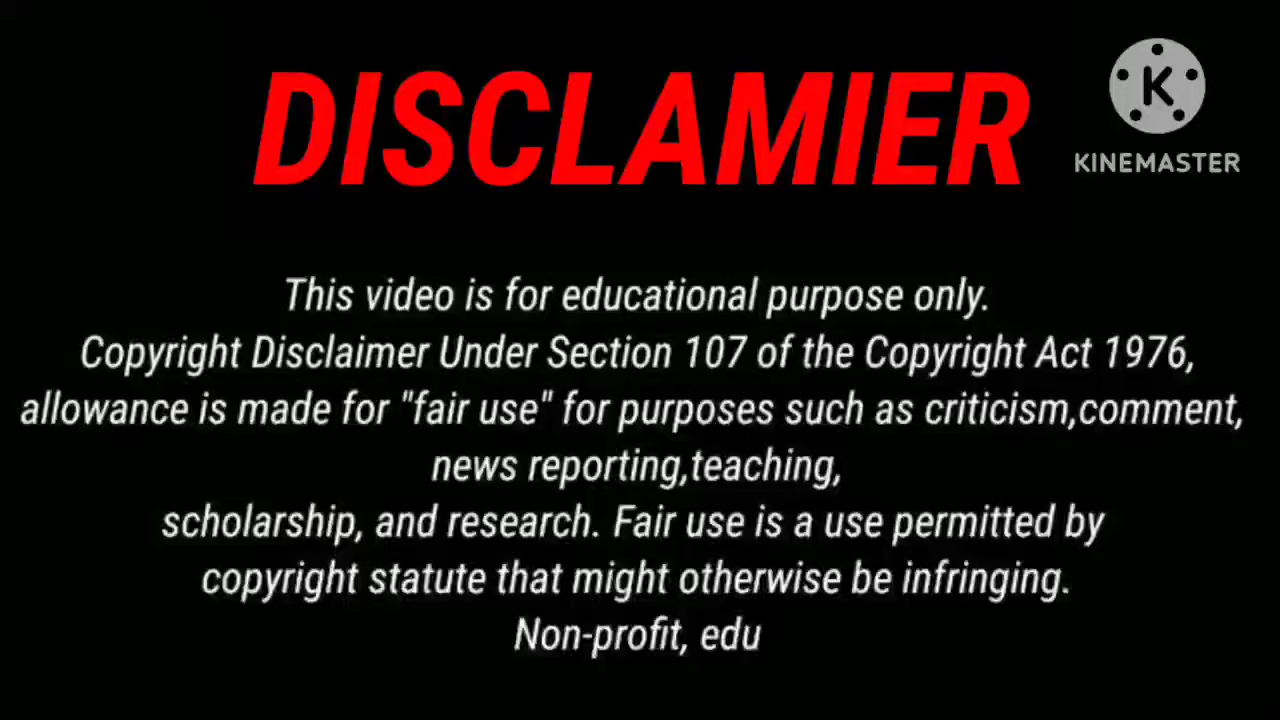 DISCLAMIER
K
KINEMASTER
This video is for educational purpose only.
Copyright Disclaimer Under Section 107 of the Copyright Act 1976,
allowance is made for "fair use" for purposes such as criticism,comment,
news reporting,teaching,
scholarship, and research. Fair use is a use permitted by
copyright statute that might otherwise be infringing.
Non-profit, edu